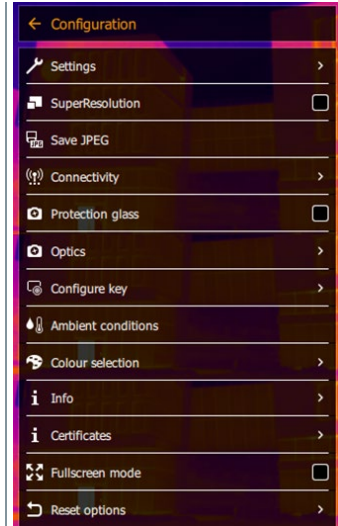 Configuration
Settings
SuperResolution
JPG Save JPEG
Connectivity
Protection glass
Optics
Configure key
Ambient conditions
Colour selection
Info
Certificates
Fullscreen mode
Reset options